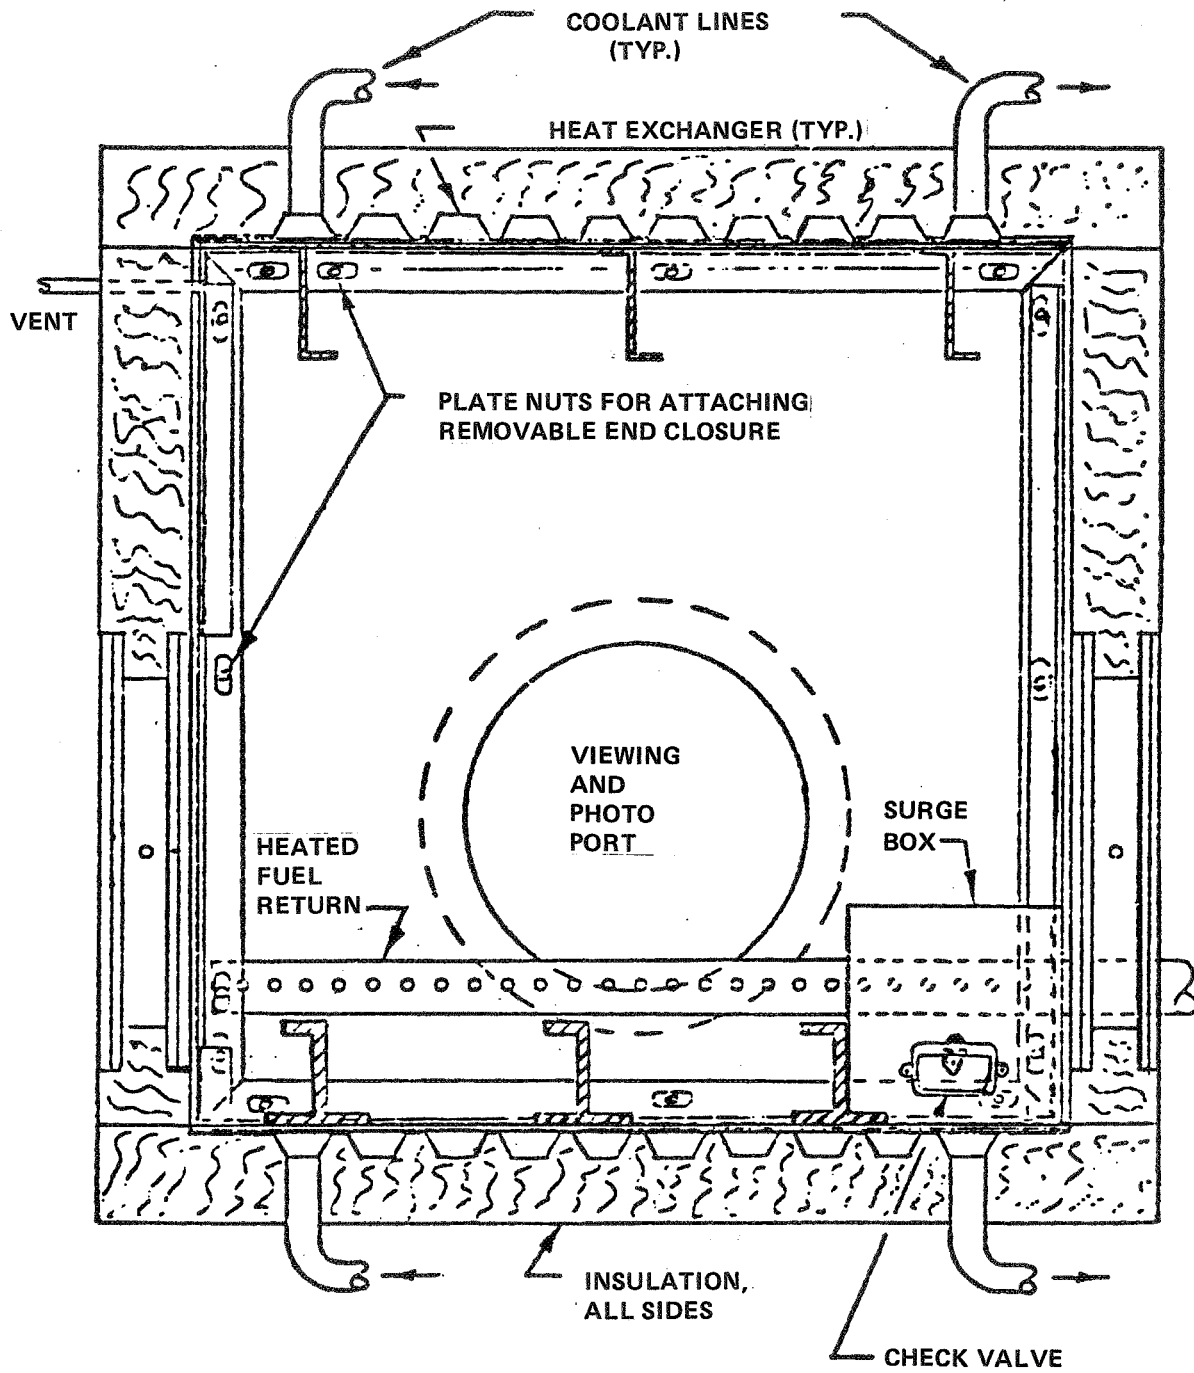 COOLANT LINES
(TYP.)
HEAT EXCHANGER (TYP.)
VENT
PLATE NUTS FOR ATTACHING
REMOVABLE END CLOSURE
VIEWING
AND
PHOTO
PORT
SURGE
BOX
HEATED
FUEL
RETURN
INSULATION,
ALL SIDES
CHECK VALVE